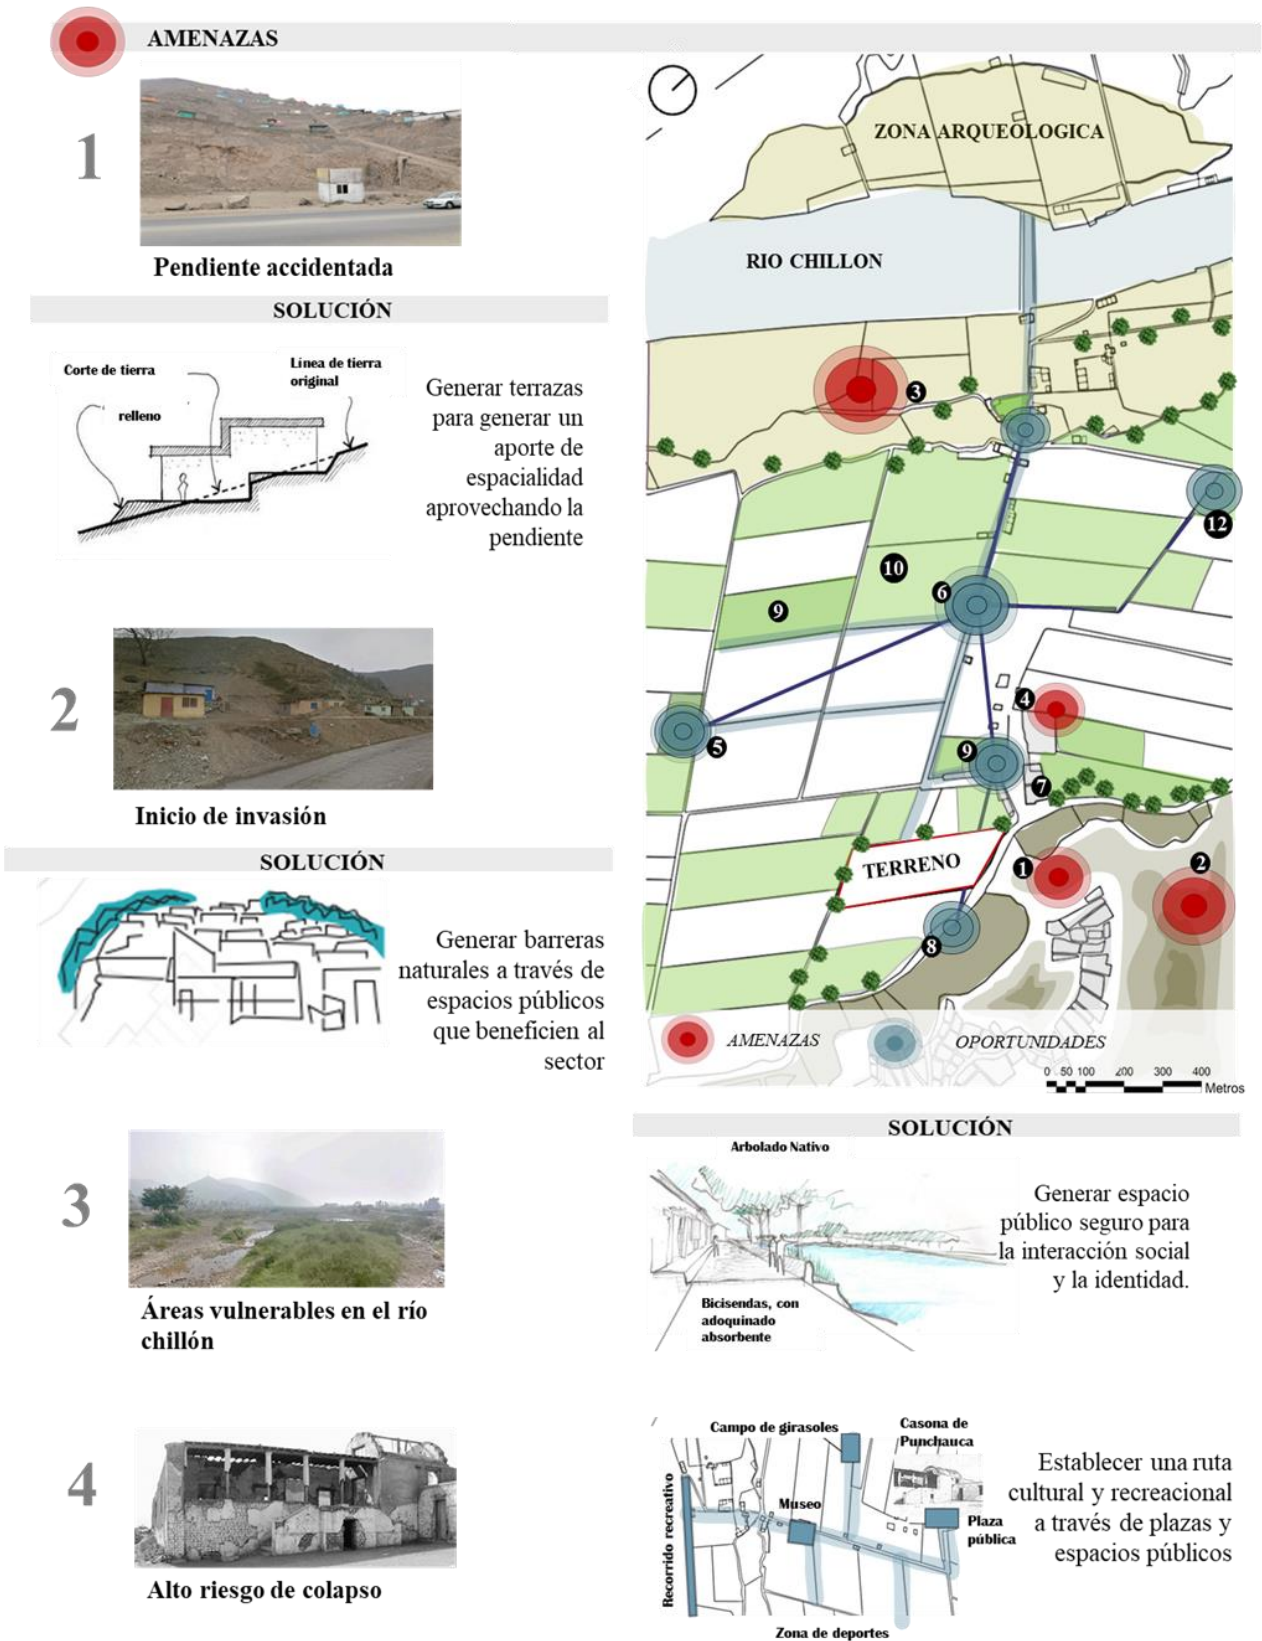 AMENAZAS
1
Pendiente accidentada
SOLUCIÓN
Corte de tierra
relleno
Línea de tierra
original
Generar terrazas
para generar un
aporte de
espacialidad
aprovechando la
pendiente
2
Inicio de invasión
SOLUCIÓN
Generar barreras
naturales a través de
espacios públicos
que beneficien al
sector
3
Áreas vulnerables en el río
chillón
4
Alto riesgo de colapso
ZONA ARQUEOLOGICA
RIO CHILLON
3
12
10
6
9
4
5
9
7
TERRENO
1
2
8
AMENAZAS
OPORTUNIDADES
0 50 100 200 300 400
Metros
SOLUCIÓN
Arbolado Nativo
Bicisendas, con
adoquinado
absorbente
Generar espacio
público seguro para
la interacción social
y la identidad.
Campo de girasoles
Casona de
Punchauca
Recorrido recreativo
Museo
Plaza
pública
Zona de deportes
Establecer una ruta
cultural y recreacional
a través de plazas y
espacios públicos